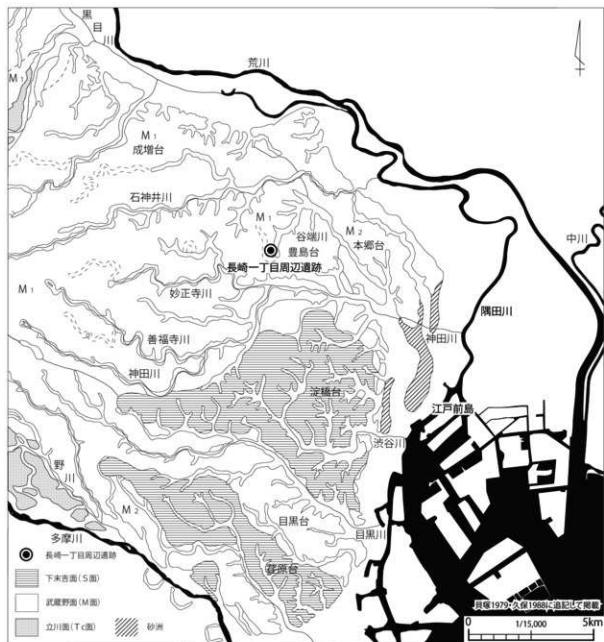 黒目川
荒川
M1
M1
成増台
石神井川
M1
谷端川
豊島台
M2
本郷台
中川
長崎一丁目周辺遺跡
M1
妙正寺川
隅田川
善福寺川
神田川
神田川
淀橋台
江戸前島
渋谷川
野川
M2
目黒台
目黒川
多摩川
荏原台
長崎一丁目周辺遺跡
下末吉面(S面)
武蔵野面(M面)
立川面(Tc面)
砂洲
貝塚1979・久保1988に追記して掲載
0 1/15,000 5km